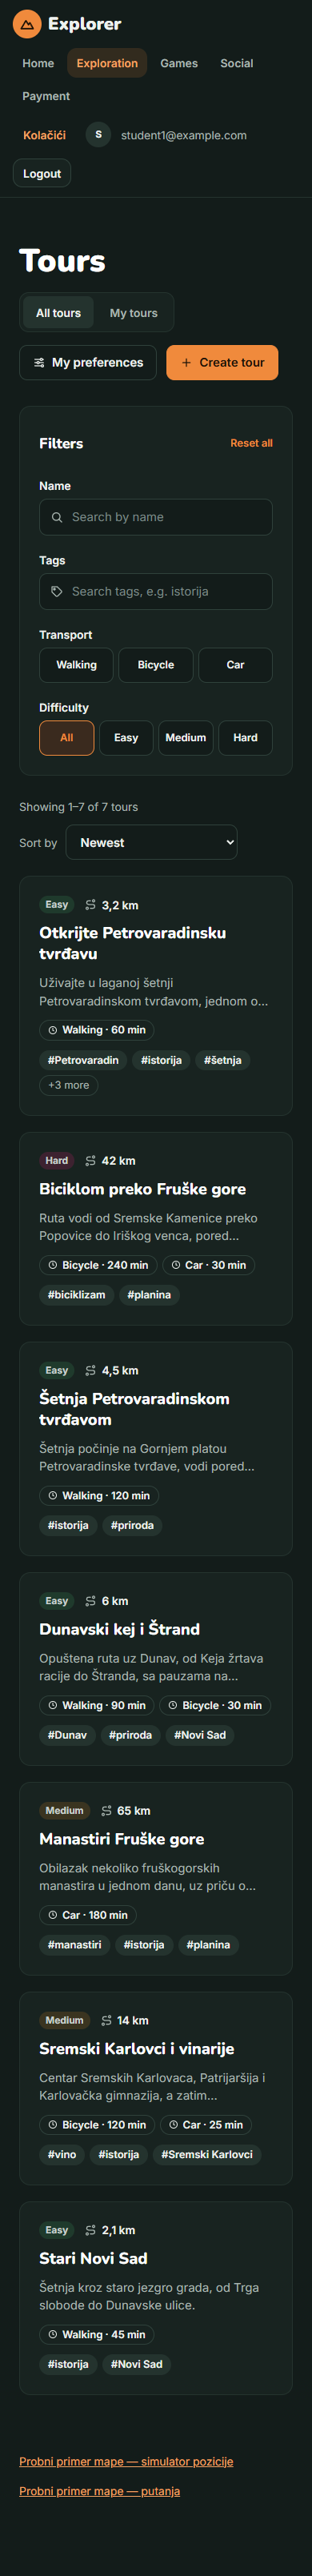 Explorer
Home Exploration Games Social
Payment
Kolačići S student1@example.com
Logout
Tours
All tours My tours
My preferences + Create tour
Filters Reset all
Name
Search by name
Tags
Search tags, e.g. istorija
Transport
Walking Bicycle Car
Difficulty
All Easy Medium Hard
Showing 1–7 of 7 tours
Sort by Newest
Easy 3,2 km
Otkrijte Petrovaradinsku
tvrđavu
Uživajte u laganoj šetnji
Petrovaradinskom tvrđavom, jednom o...
Walking · 60 min
#Petrovaradin #istorija #šetnja
+3 more
Hard 42 km
Biciklom preko Fruške gore
Ruta vodi od Sremske Kamenice preko
Popovice do Iriškog venca, pored...
Bicycle · 240 min Car · 30 min
#biciklizam #planina
Easy 4,5 km
Šetnja Petrovaradinskom
tvrđavom
Šetnja počinje na Gornjem platou
Petrovaradinske tvrđave, vodi pored...
Walking · 120 min
#istorija #priroda
Easy 6 km
Dunavski kej i Štrand
Opuštena ruta uz Dunav, od Keja žrtava
racije do Štranda, sa pauzama na...
Walking · 90 min Bicycle · 30 min
#Dunav #priroda #Novi Sad
Medium 65 km
Manastiri Fruške gore
Obilazak nekoliko fruškogorskih
manastira u jednom danu, uz priču o...
Car · 180 min
#manastiri #istorija #planina
Medium 14 km
Sremski Karlovci i vinarije
Centar Sremskih Karlovaca, Patrijaršija i
Karlovačka gimnazija, a zatim...
Bicycle · 120 min Car · 25 min
#vino #istorija #Sremski Karlovci
Easy 2,1 km
Stari Novi Sad
Šetnja kroz staro jezgro grada, od Trga
slobode do Dunavske ulice.
Walking · 45 min
#istorija #Novi Sad
Probni primer mape — simulator pozicije
Probni primer mape — putanja